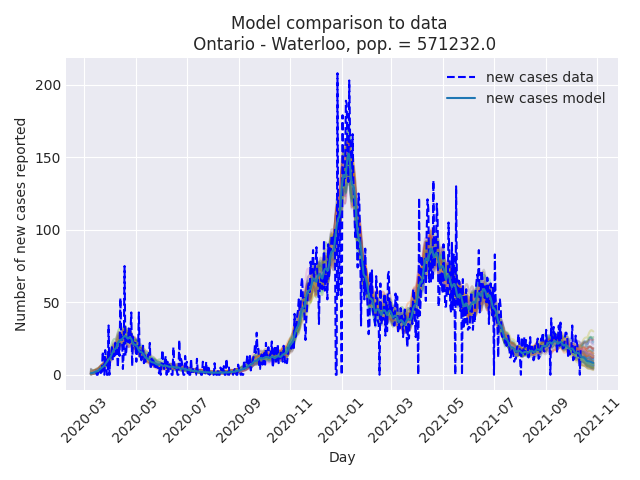 Model comparison to data
Ontario - Waterloo, pop. = 571232.0
new cases data
new cases model
Number of new cases reported
200
150
100
50
0
2020-03
2020-05
2020-07
2020-09
2020-11
2021-01
2021-03
2021-05
2021-07
2021-09
2021-11
Day